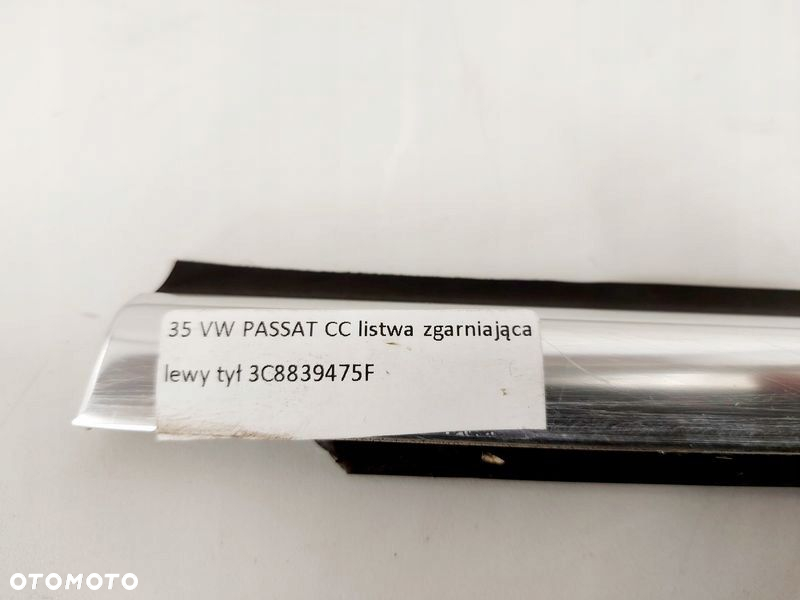 35 VW PASSAT CC listwa zgarniająca
lewy tył 3C8839475F
OTOMOTO